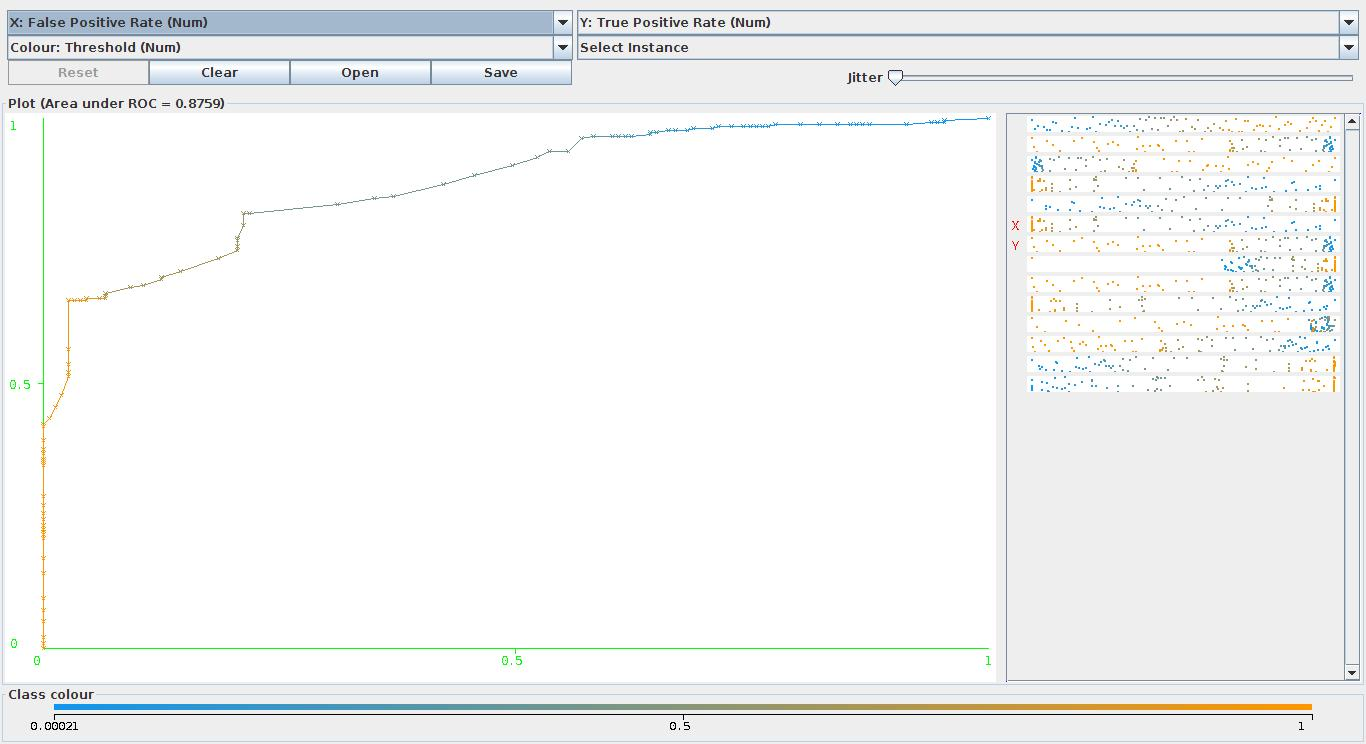 X: False Positive Rate (Num) Y: True Positive Rate (Num)
Colour: Threshold (Num) Select Instance
Reset Clear Open Save Jitter
Plot (Area under ROC = 0.8759)
1
X
Y
0.5
0
0 0.5 1
Class colour
0.00021 0.5 1